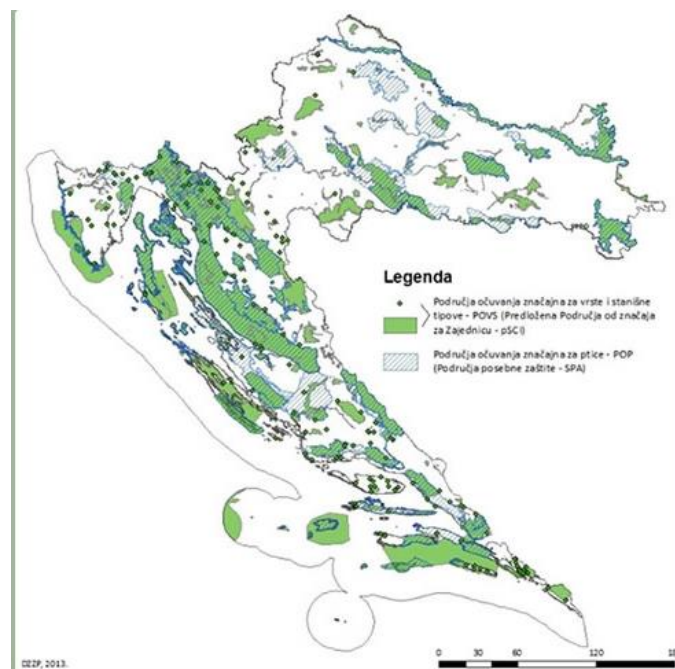 Legenda
Područja očuvanja značajna za vrste i stanišne
tipove - POVS (Predložena Područja od značaja
za Zajednicu - pSCI)
Područja očuvanja značajna za ptice - POP
(Područja posebne zaštite - SPA)
DZZP, 2013.
0 30 60 120